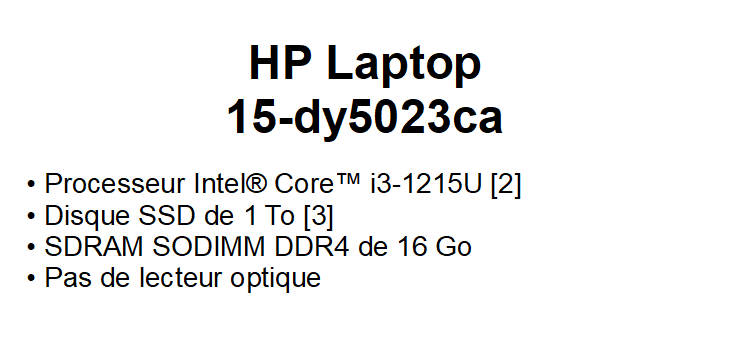 HP Laptop
15-dy5023ca
• Processeur Intel® Core™ i3-1215U [2]
• Disque SSD de 1 To [3]
• SDRAM SODIMM DDR4 de 16 Go
• Pas de lecteur optique